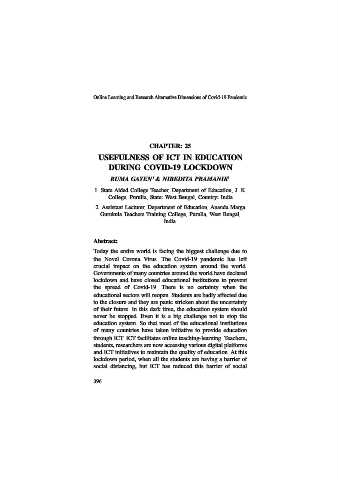 Online Learning and Research Alternative Dimensions of Covid-19 Pandemic
CHAPTER: 25
USEFULNESS OF ICT IN EDUCATION
DURING COVID-19 LOCKDOWN
RUMA GAYEN¹ & NIBEDITA PRAMANIK²
1. State Aided College Teacher, Department of Education, J. K.
College, Purulia, State: West Bengal, Country: India
2. Assistant Lecturer, Department of Education, Ananda Marga
Gurukula Teachers Training College, Purulia, West Bengal,
India
Abstract:
Today the entire world is facing the biggest challenge due to
the Novel Corona Virus. The Covid-19 pandemic has left
crucial impact on the education system around the world.
Governments of many countries around the world have declared
lockdown and have closed educational institutions to prevent
the spread of Covid-19. There is no certainty when the
educational sectors will reopen. Students are badly effected due
to the closure and they are panic stricken about the uncertainty
of their future. In this dark time, the education should
never be stopped. Even it is a big challenge not to stop the
education system. So that most of the educational institutions
of many countries have taken initiative to provide education
through ICT. ICT facilitates online teaching-learning. Teachers,
students, researchers are now accessing various digital platforms
and ICT initiatives to maintain the quality of education. At this
lockdown period, when all the students are having a barrier of
social distancing, but ICT has reduced this barrier of social
396